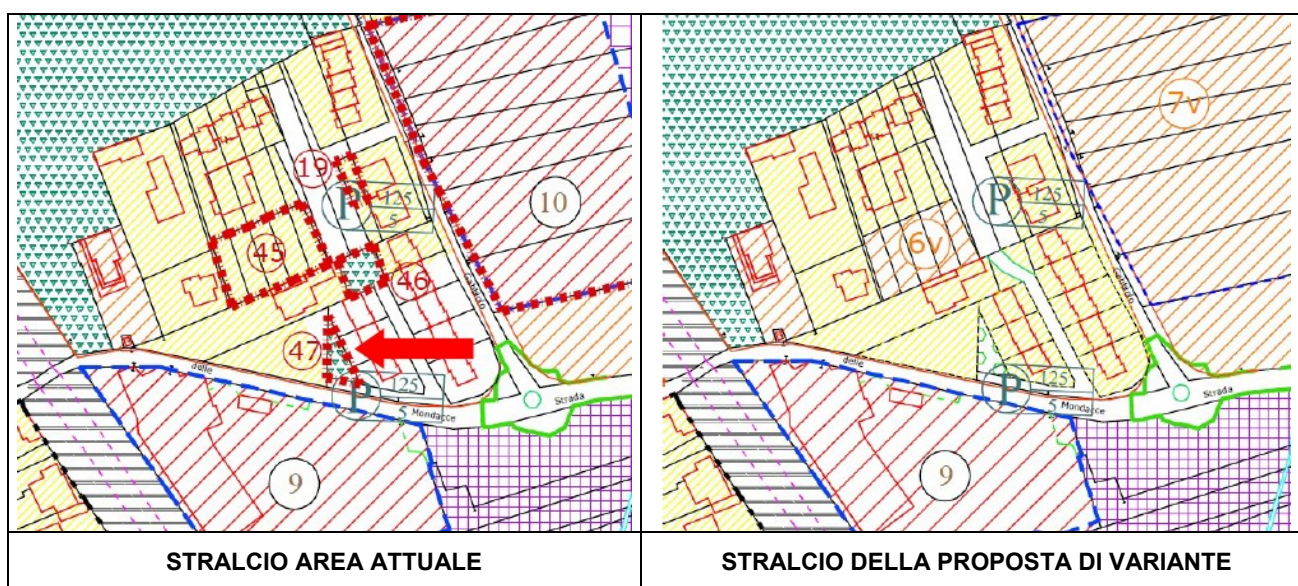 19
P
125
5
10
45
46
Gabarolo
47
delle
P
125
5
Mondacce
Strada
9
STRALCIO AREA ATTUALE
7v
P
125
5
6v
delle
P
125
5
Mondacce
Strada
9
STRALCIO DELLA PROPOSTA DI VARIANTE